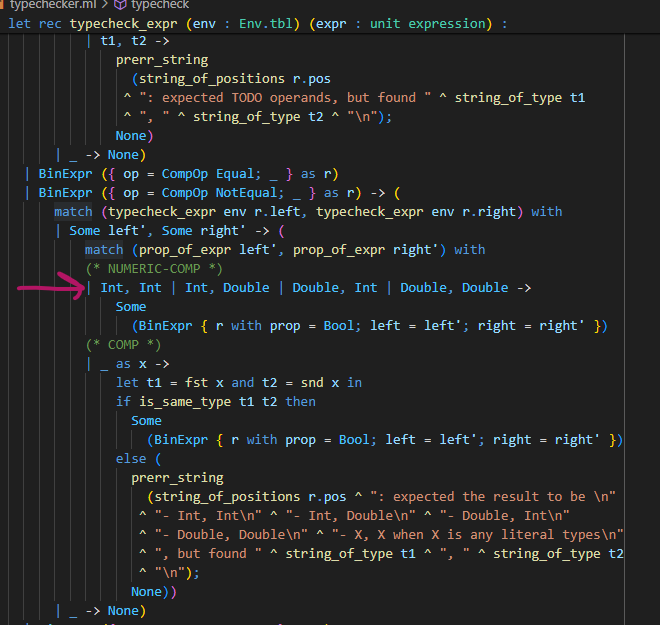 typechecker.ml > typecheck
let rec typecheck_expr (env : Env.tbl) (expr : unit expression) :
| t1, t2 ->
prerr_string
(string_of_positions r.pos
^ ": expected TODO operands, but found " ^ string_of_type t1
^ ", " ^ string_of_type t2 ^ "\n");
None)
| _ -> None)
| BinExpr ({ op = CompOp Equal; _ } as r)
| BinExpr ({ op = CompOp NotEqual; _ } as r) -> (
match (typecheck_expr env r.left, typecheck_expr env r.right) with
| Some left', Some right' -> (
match (prop_of_expr left', prop_of_expr right') with
(* NUMERIC-COMP *)
| Int, Int | Int, Double | Double, Int | Double, Double ->
Some
(BinExpr { r with prop = Bool; left = left'; right = right' })
(* COMP *)
| _ as x ->
let t1 = fst x and t2 = snd x in
if is_same_type t1 t2 then
Some
(BinExpr { r with prop = Bool; left = left'; right = right' })
else (
prerr_string
(string_of_positions r.pos ^ ": expected the result to be \n"
^ "- Int, Int\n" ^ "- Int, Double\n" ^ "- Double, Int\n"
^ "- Double, Double\n" ^ "- X, X when X is any literal types\n"
^ ", but found " ^ string_of_type t1 ^ ", " ^ string_of_type t2
^ "\n");
None))
| _ -> None)